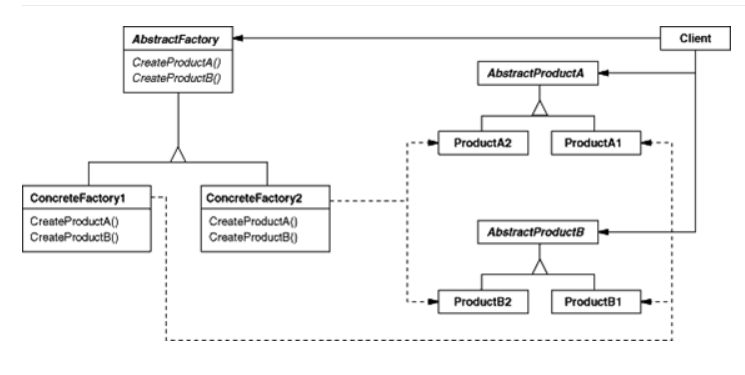 AbstractFactory
CreateProductA()
CreateProductB()
Client
AbstractProductA
ProductA2
ProductA1
ConcreteFactory1
CreateProductA()
CreateProductB()
ConcreteFactory2
CreateProductA()
CreateProductB()
AbstractProductB
ProductB2
ProductB1